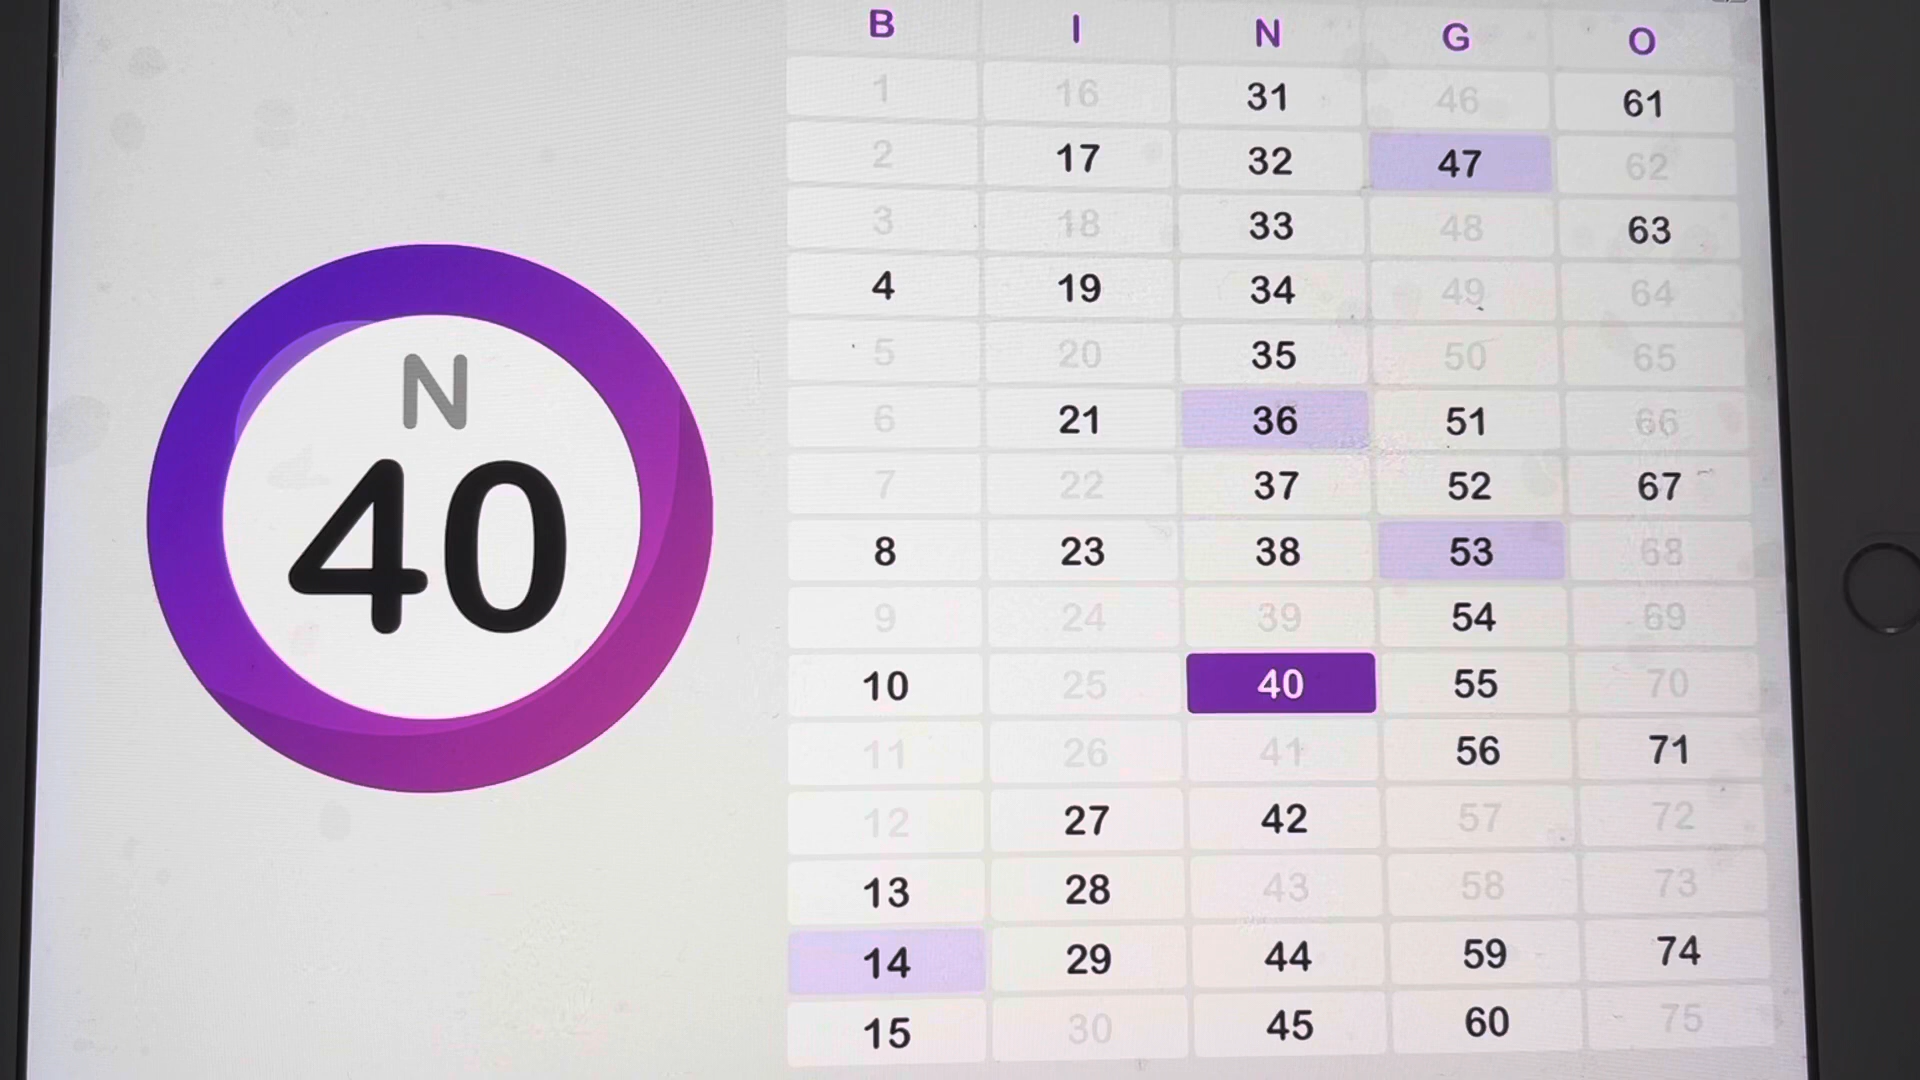 N
40
B I N G O
1 16 31 46 61
2 17 32 47 62
3 18 33 48 63
4 19 34 49 64
5 20 35 50 65
6 21 36 51 66
7 22 37 52 67
8 23 38 53 68
9 24 39 54 69
10 25 40 55 70
11 26 41 56 71
12 27 42 57 72
13 28 43 58 73
14 29 44 59 74
15 30 45 60 75